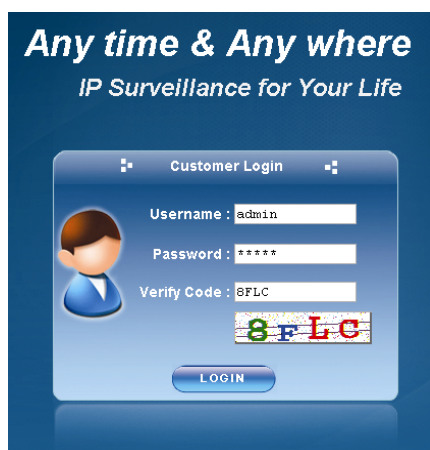 Any time & Any where
IP Surveillance for Your Life
Customer Login
Username : admin
Password : *****
Verify Code : 8FLC
8FLC
LOGIN